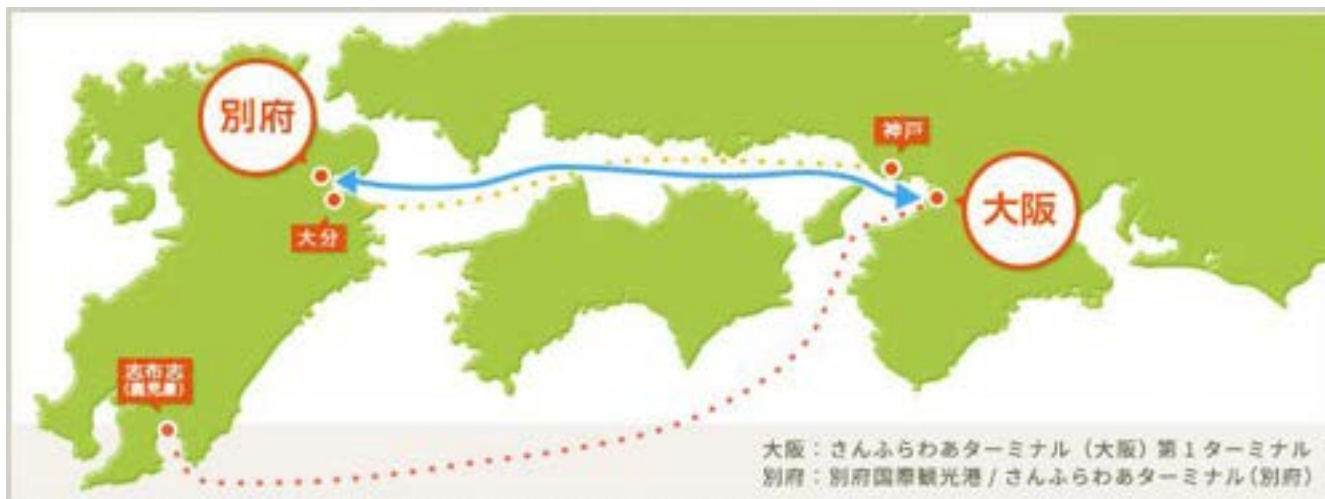 別府
神戸
大阪
大分
志布志
(鹿児島)
大阪：さんふらわあターミナル（大阪）第1ターミナル
別府：別府国際観光港 / さんふらわあターミナル(別府)